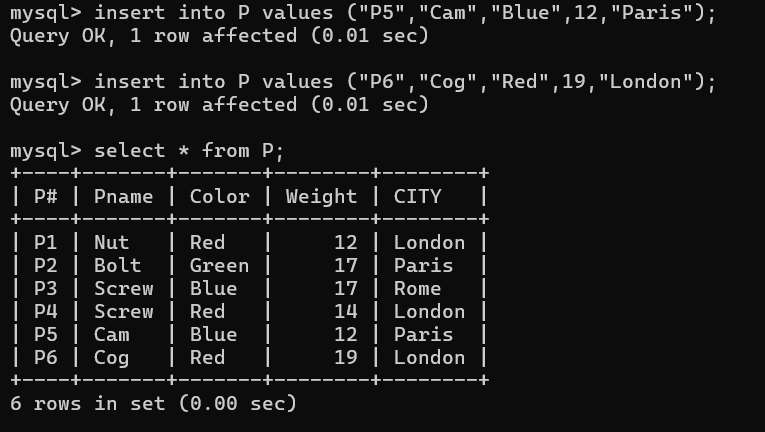 mysql> insert into P values ("P5","Cam","Blue",12,"Paris");
Query OK, 1 row affected (0.01 sec)

mysql> insert into P values ("P6","Cog","Red",19,"London");
Query OK, 1 row affected (0.01 sec)

mysql> select * from P;
+----+-------+-------+--------+--------+
| P# | Pname | Color | Weight | CITY   |
+----+-------+-------+--------+--------+
| P1 | Nut   | Red   |     12 | London |
| P2 | Bolt  | Green |     17 | Paris  |
| P3 | Screw | Blue  |     17 | Rome   |
| P4 | Screw | Red   |     14 | London |
| P5 | Cam   | Blue  |     12 | Paris  |
| P6 | Cog   | Red   |     19 | London |
+----+-------+-------+--------+--------+
6 rows in set (0.00 sec)